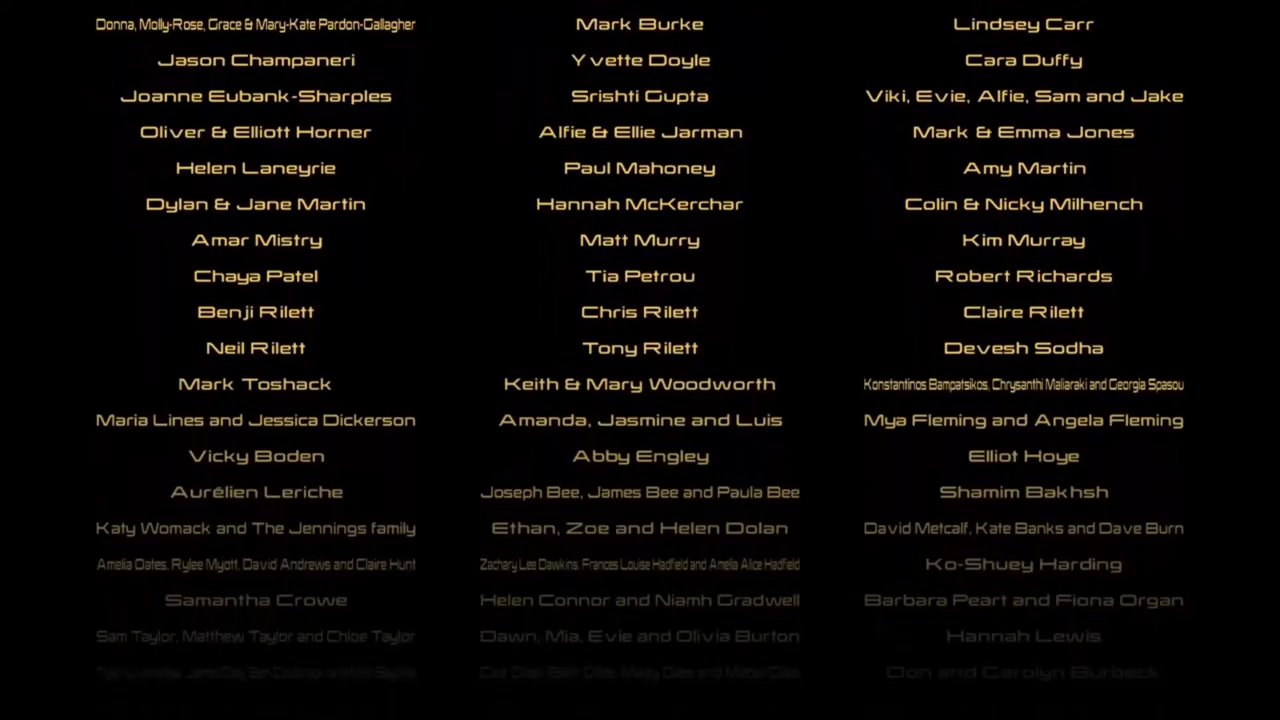 Donna, Molly-Rose, Grace & Mary-Kate Pardon-Gallagher Mark Burke Lindsey Carr
Jason Champaneri Yvette Doyle Cara Duffy
Joanne Eubank-Sharples Srishti Gupta Viki, Evie, Alfie, Sam and Jake
Oliver & Elliott Horner Alfie & Ellie Jarman Mark & Emma Jones
Helen Laneyrie Paul Mahoney Amy Martin
Dylan & Jane Martin Hannah McKerchar Colin & Nicky Milhench
Amar Mistry Matt Murry Kim Murray
Chaya Patel Tia Petrou Robert Richards
Benji Rilett Chris Rilett Claire Rilett
Neil Rilett Tony Rilett Devesh Sodha
Mark Toshack Keith & Mary Woodworth Konstantinos Bampatsikos, Chrysanthi Maliaraki and Georgia Spasou
Maria Lines and Jessica Dickerson Amanda, Jasmine and Luis Mya Fleming and Angela Fleming
Vicky Boden Abby Engley Elliot Hoye
Aurélien Leriche Joseph Bee, James Bee and Paula Bee Shamim Bakhsh
Katy Womack and The Jennings family Ethan, Zoe and Helen Dolan David Metcalf, Kate Banks and Dave Burn
Amelia Oates, Rylee Myott, David Andrews and Claire Hunt Zachary Lee Dawkins, Frances Louise Hadfield and Amelia Alice Hadfield Ko-Shuey Harding
Samantha Crowe Helen Connor and Niamh Gradwell Barbara Peart and Fiona Organ
Sam Taylor, Matthew Taylor and Chloe Taylor Dawn, Mia, Evie and Olivia Burton Hannah Lewis
Don and Carolyn Burbeck